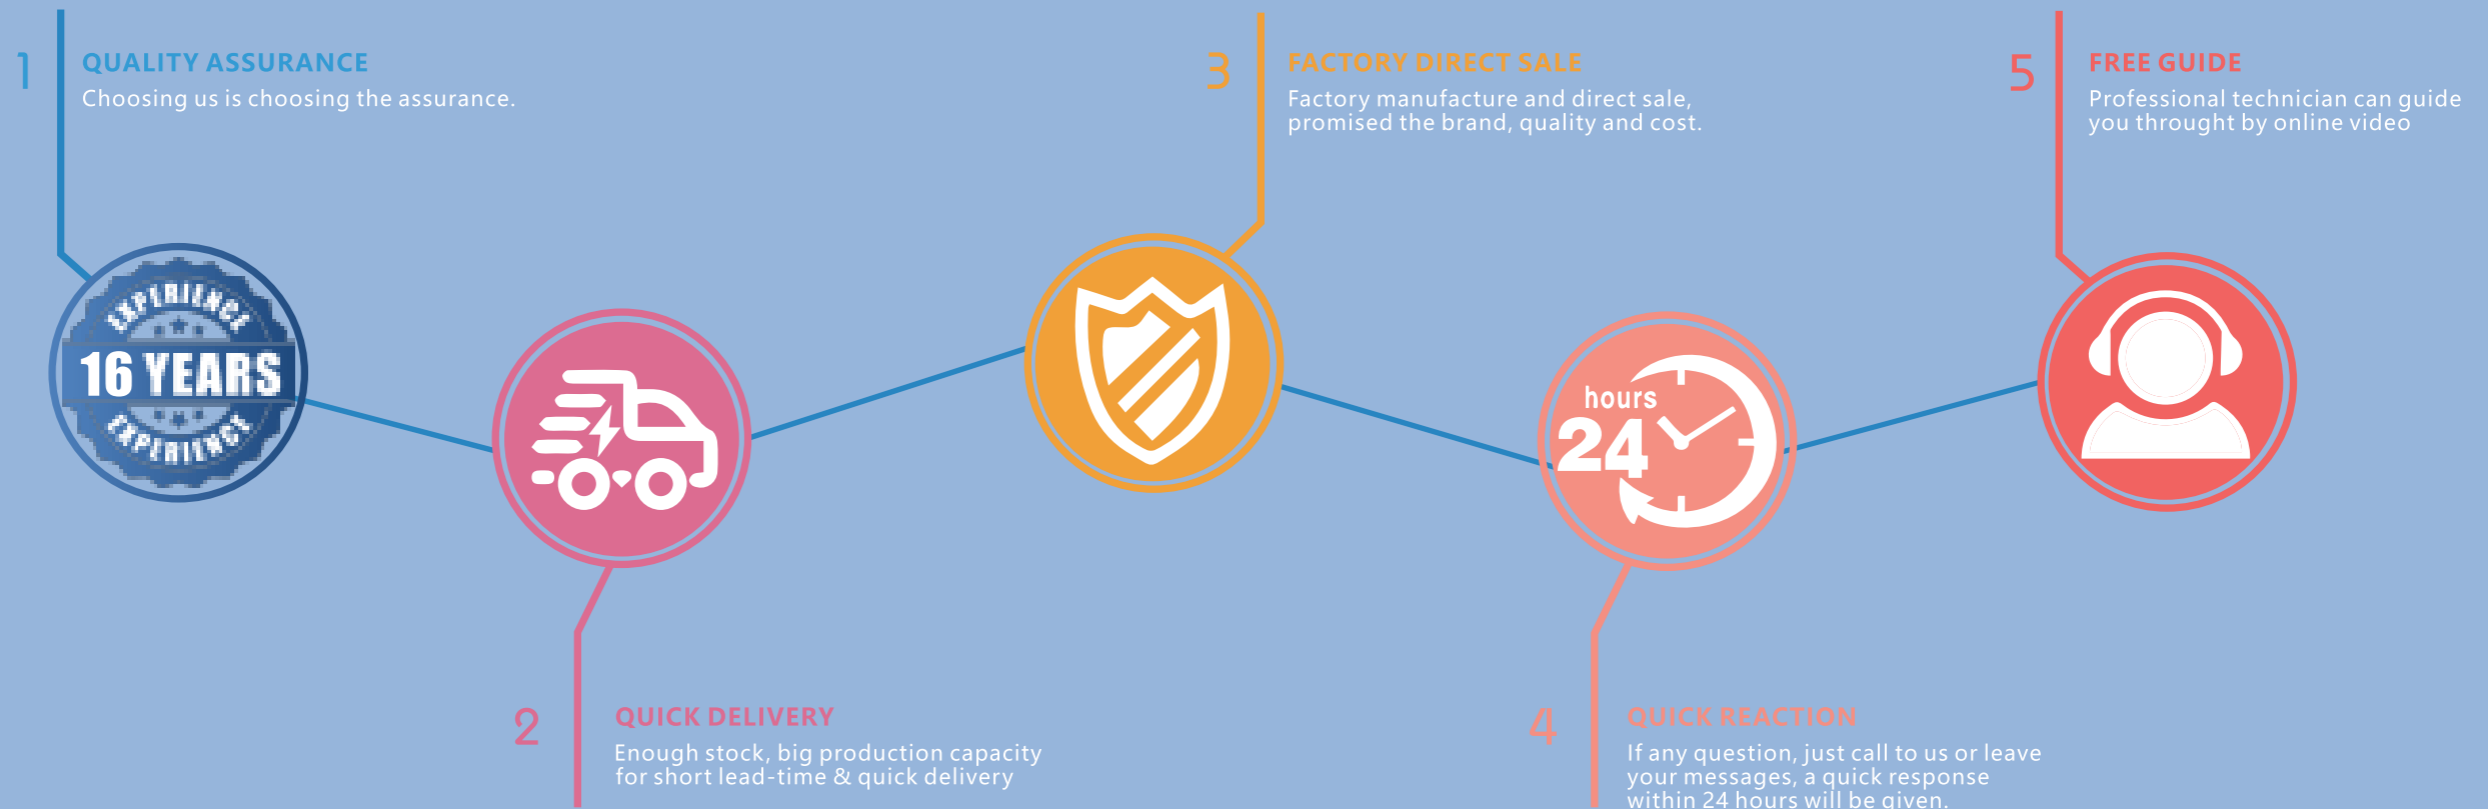 1
QUALITY ASSURANCE
Choosing us is choosing the assurance.
EXPERIENCE
16 YEARS
EXPERIENCE
2
QUICK DELIVERY
Enough stock, big production capacity
for short lead-time & quick delivery
3
FACTORY DIRECT SALE
Factory manufacture and direct sale,
promised the brand, quality and cost.
hours
24
4
QUICK REACTION
If any question, just call to us or leave
your messages, a quick response
within 24 hours will be given.
5
FREE GUIDE
Professional technician can guide
you throught by online video